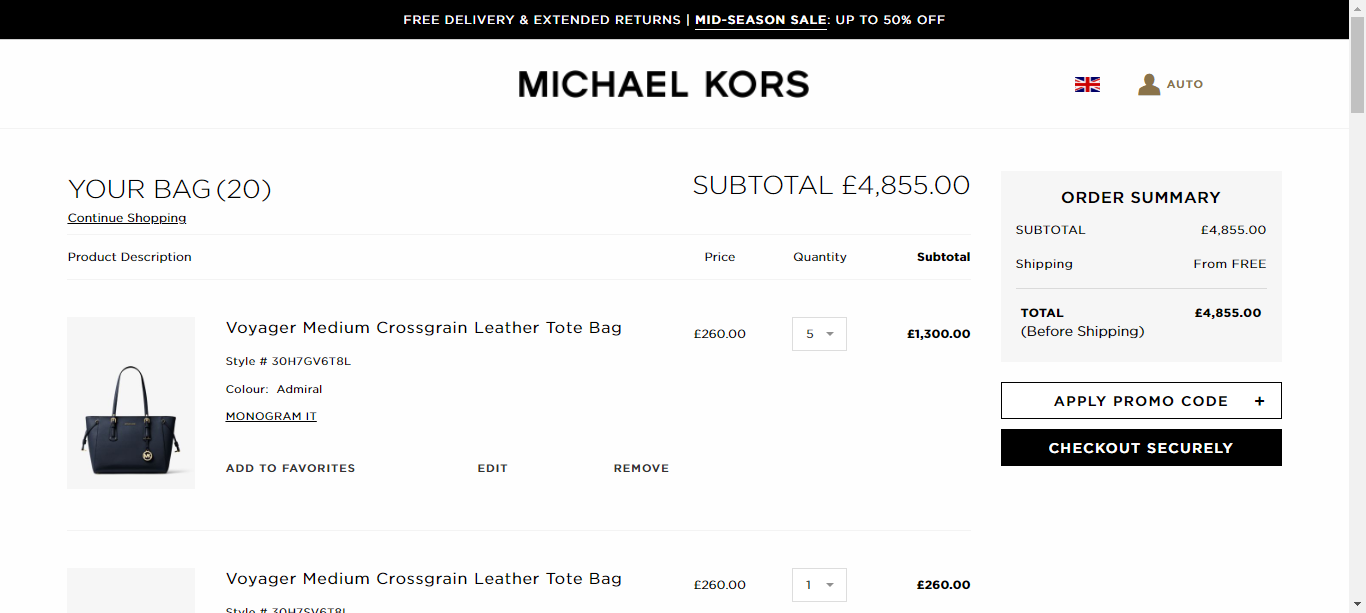 FREE DELIVERY & EXTENDED RETURNS | MID-SEASON SALE: UP TO 50% OFF
MICHAEL KORS
AUTO
YOUR BAG (20)
SUBTOTAL £4,855.00
Continue Shopping
Product Description Price Quantity Subtotal
Voyager Medium Crossgrain Leather Tote Bag
£260.00 5 £1,300.00
Style # 30H7GV6T8L
Colour: Admiral
MONOGRAM IT
ADD TO FAVORITES EDIT REMOVE
Voyager Medium Crossgrain Leather Tote Bag
£260.00 1 £260.00
Style # 30H7SV6T8L
ORDER SUMMARY
SUBTOTAL £4,855.00
Shipping From FREE
TOTAL £4,855.00
(Before Shipping)
APPLY PROMO CODE +
CHECKOUT SECURELY